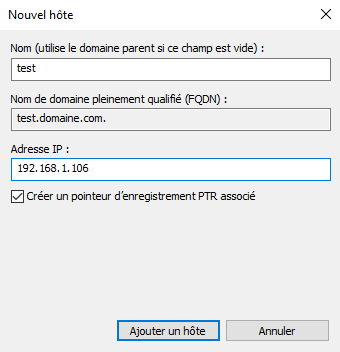 Nouvel hôte
Nom (utilise le domaine parent si ce champ est vide) :
test
Nom de domaine pleinement qualifié (FQDN) :
test.domaine.com.
Adresse IP :
192.168.1.106
Créer un pointeur d'enregistrement PTR associé
Ajouter un hôte
Annuler